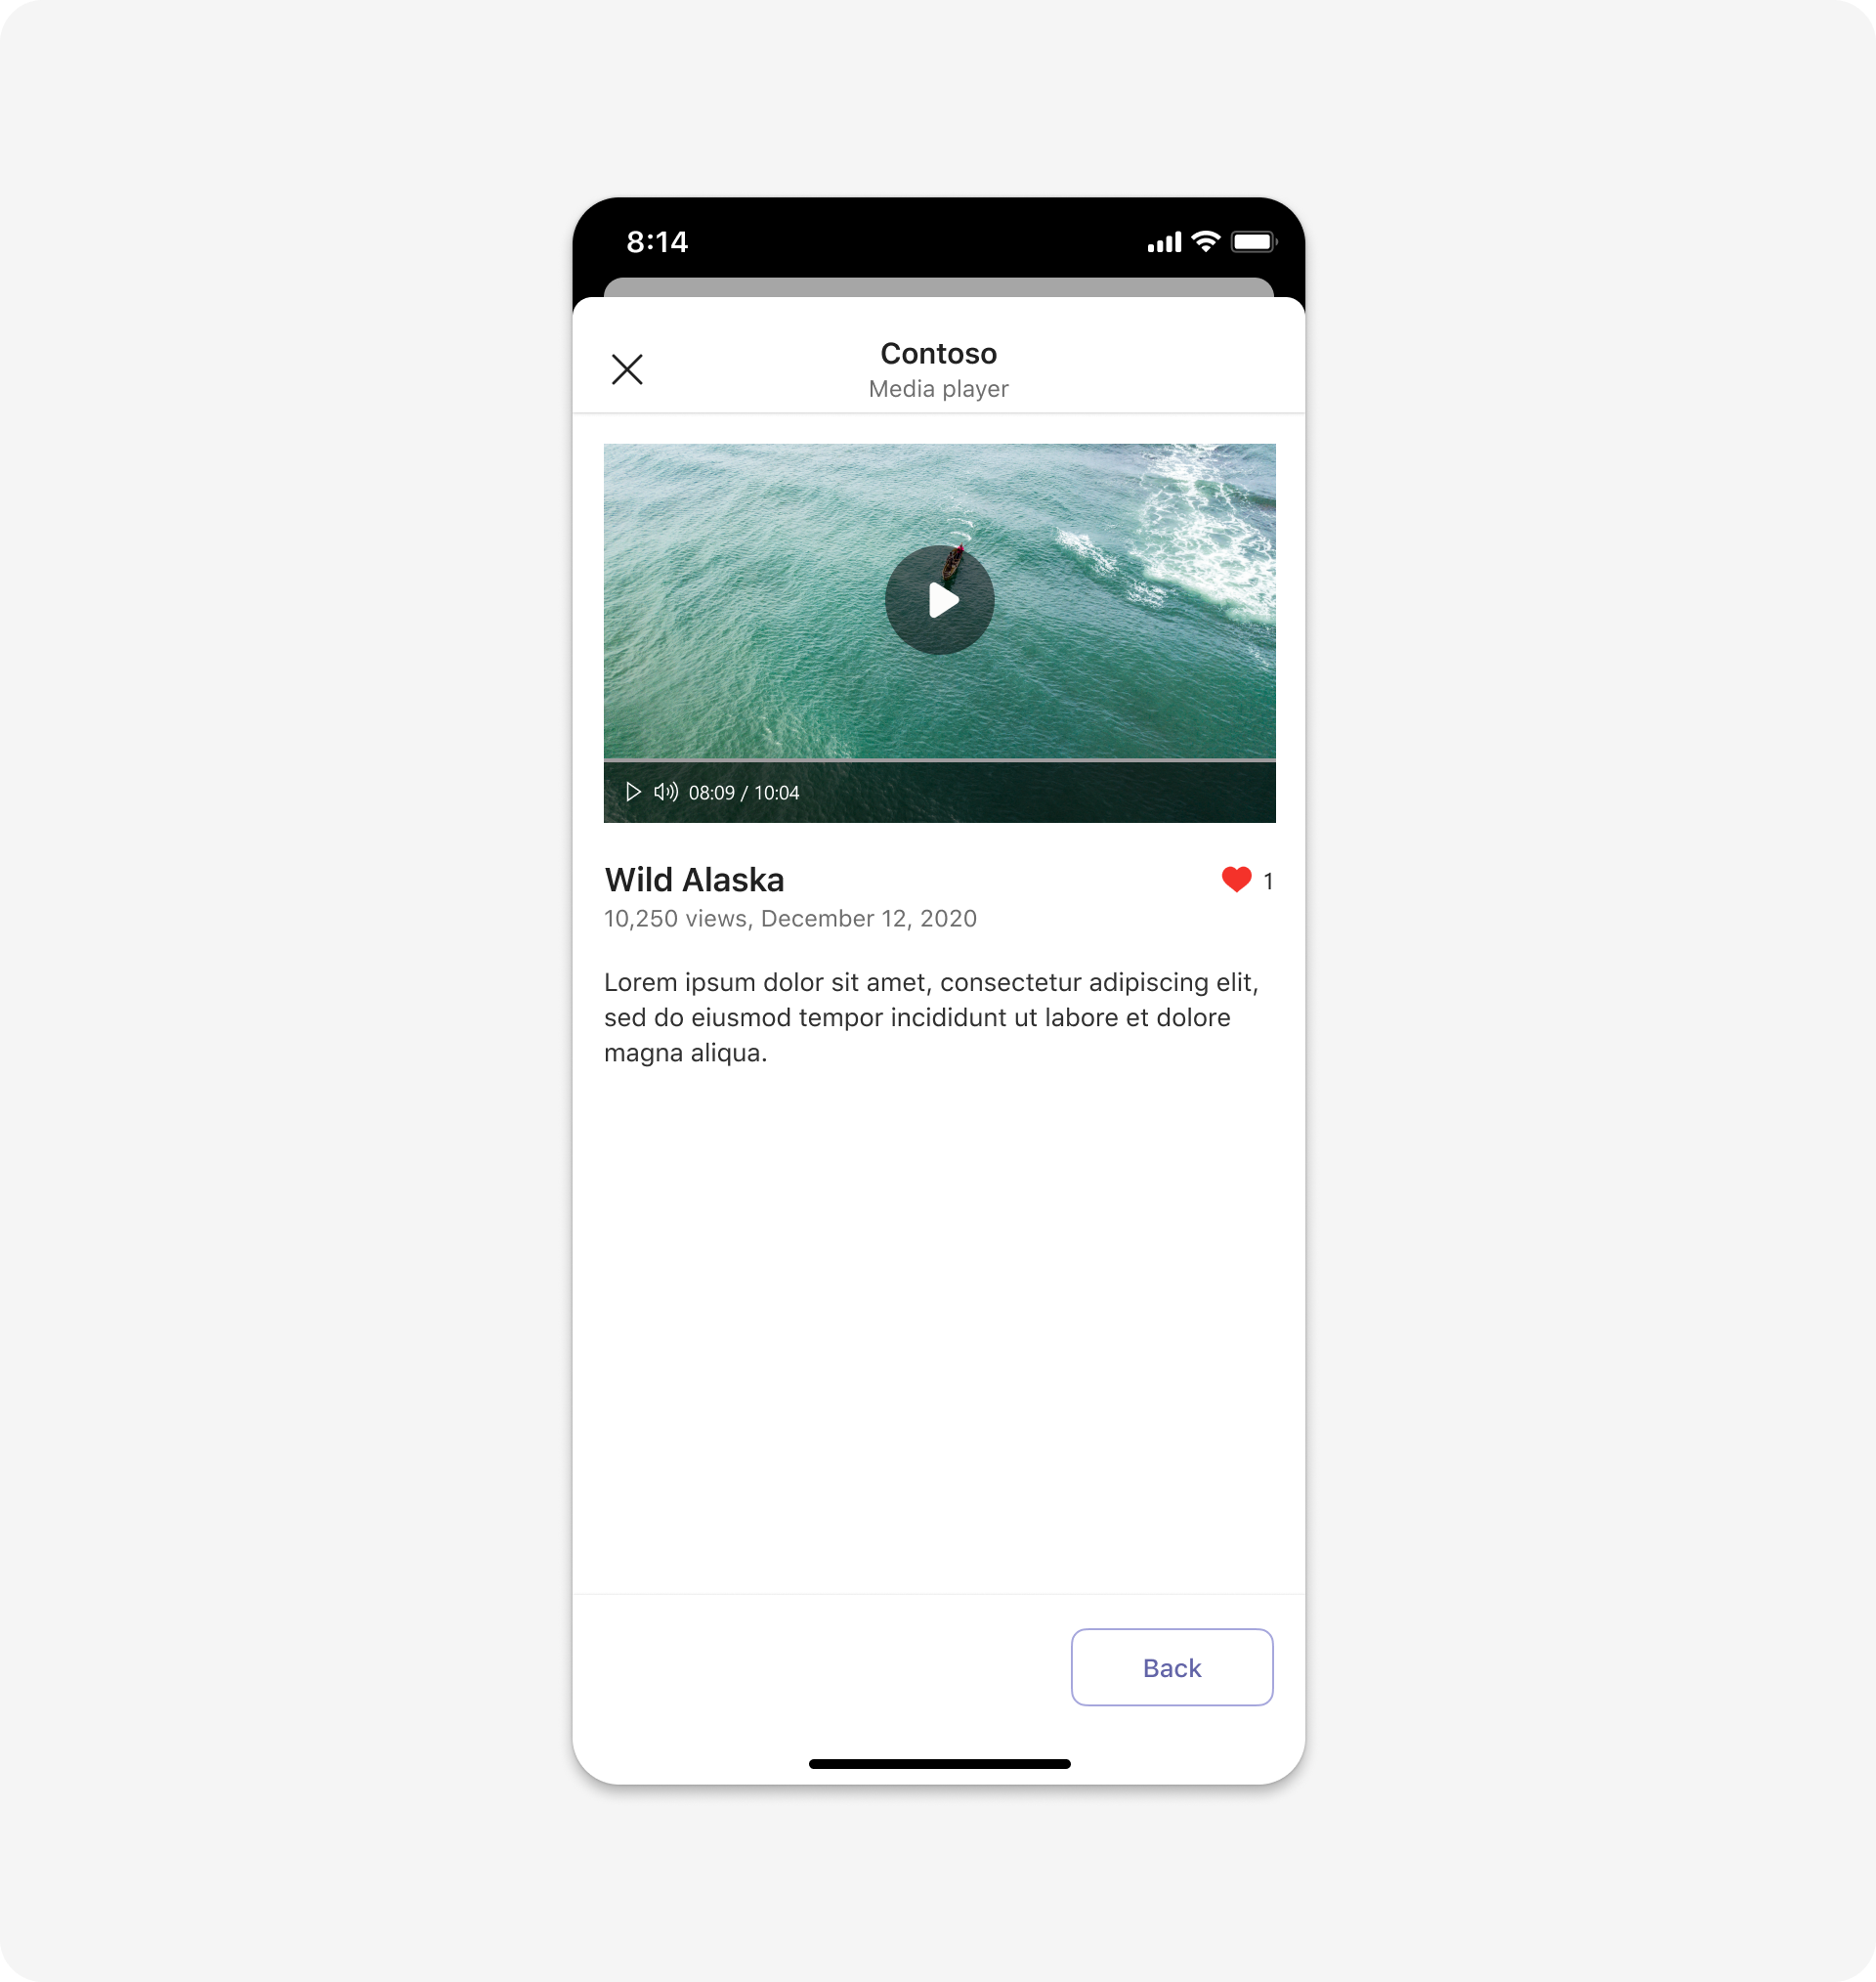 8:14
Contoso
Media player
08:09 / 10:04
Wild Alaska
1
10,250 views, December 12, 2020
Lorem ipsum dolor sit amet, consectetur adipiscing elit,
sed do eiusmod tempor incididunt ut labore et dolore
magna aliqua.
Back